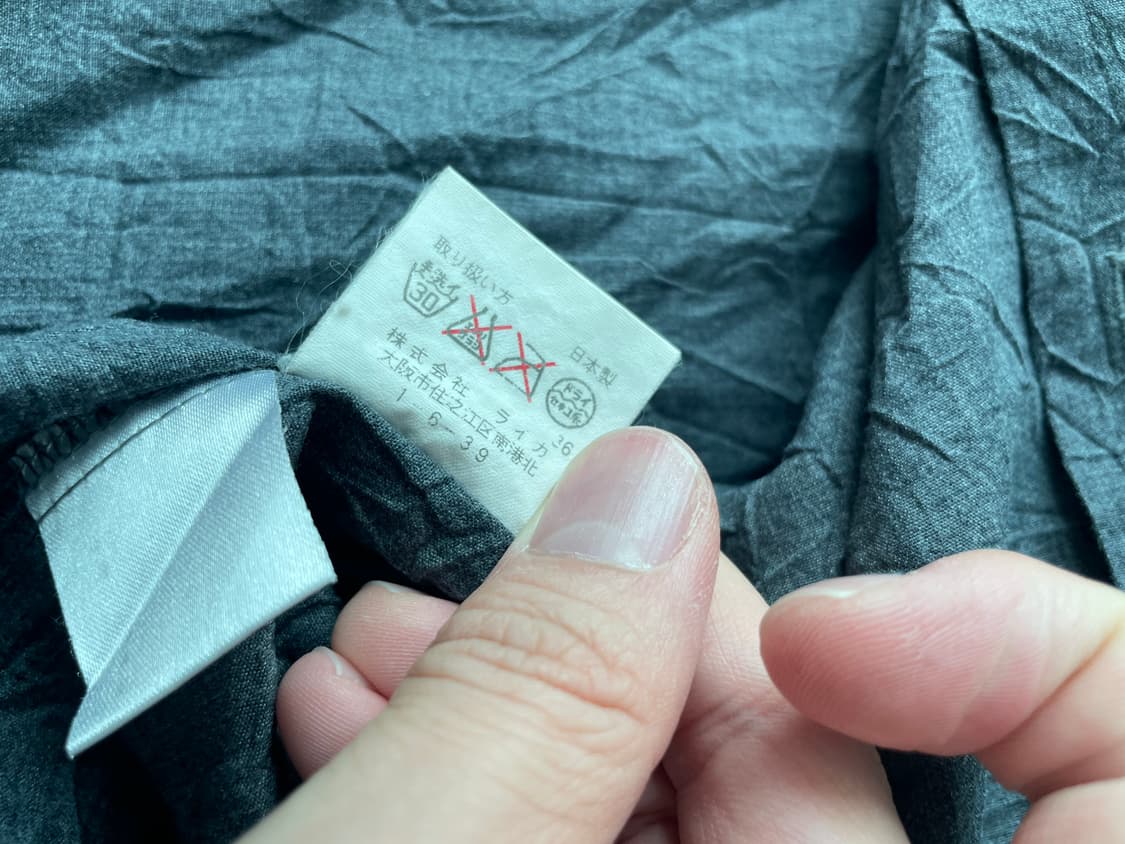 取り扱い方
手洗イ
30
日本製
ドライ
セキユ系
株式会社 ライカ 36
大阪市住之江区南港北
1-6-39